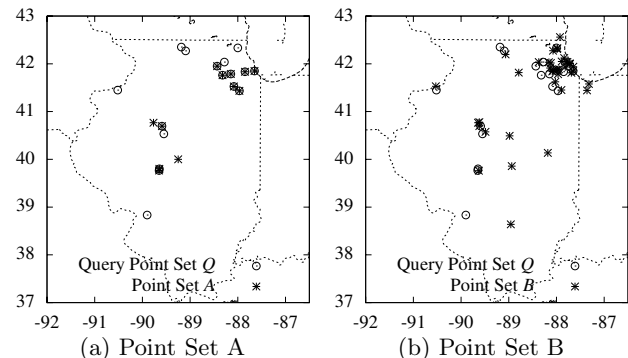 43
42
41
40
39
38
37
Query Point Set Q
Point Set A
-92 -91 -90 -89 -88 -87
(a) Point Set A
43
42
41
40
39
38
37
Query Point Set Q
Point Set B
-92 -91 -90 -89 -88 -87
(b) Point Set B